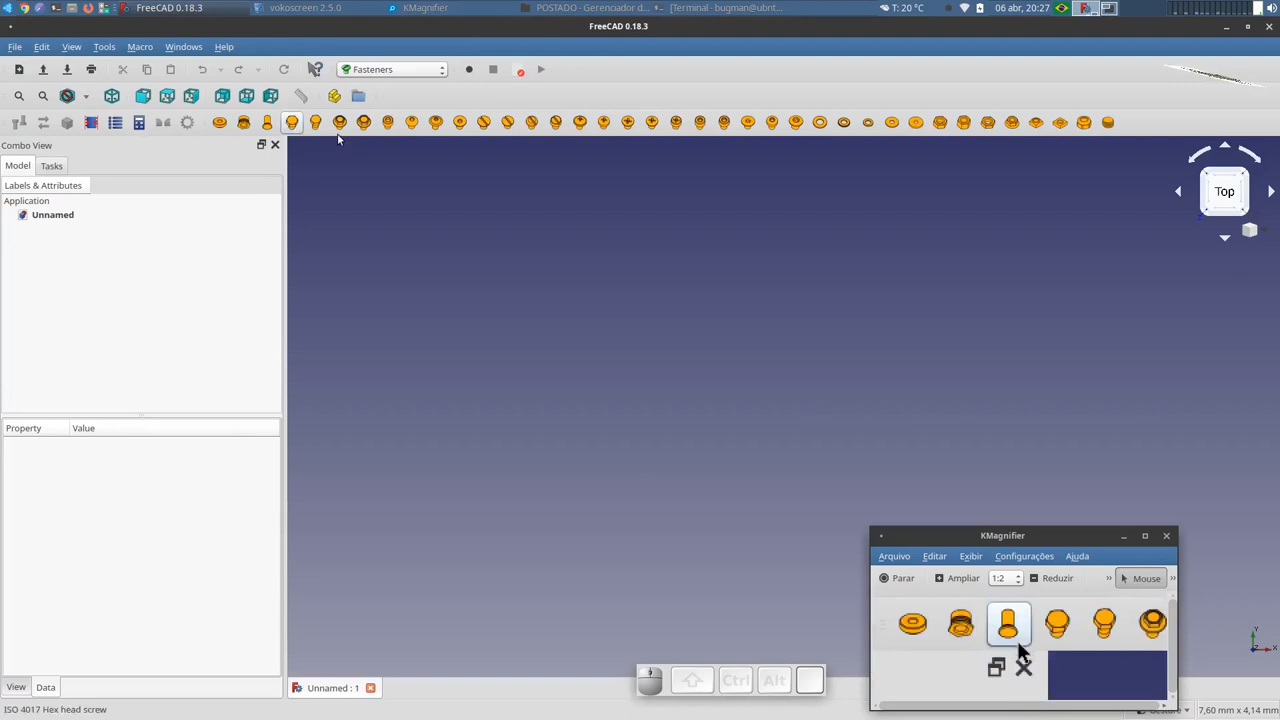 FreeCAD 0.18.3
vokoscreen 2.5.0
KMagnifier
POSTADO - Gerenciador d...
[Terminal - bugman@ubnt...
T: 20 °C
06 abr, 20:27
FreeCAD 0.18.3
File Edit View Tools Macro Windows Help
Fasteners
Combo View
Model Tasks
Labels & Attributes
Application
Unnamed
Top
Property Value
View Data
Unnamed : 1
KMagnifier
Arquivo Editar Exibir Configurações Ajuda
Parar Ampliar 1:2 Reduzir Mouse
Ctrl Alt
ISO 4017 Hex head screw
7,60 mm x 4,14 mm